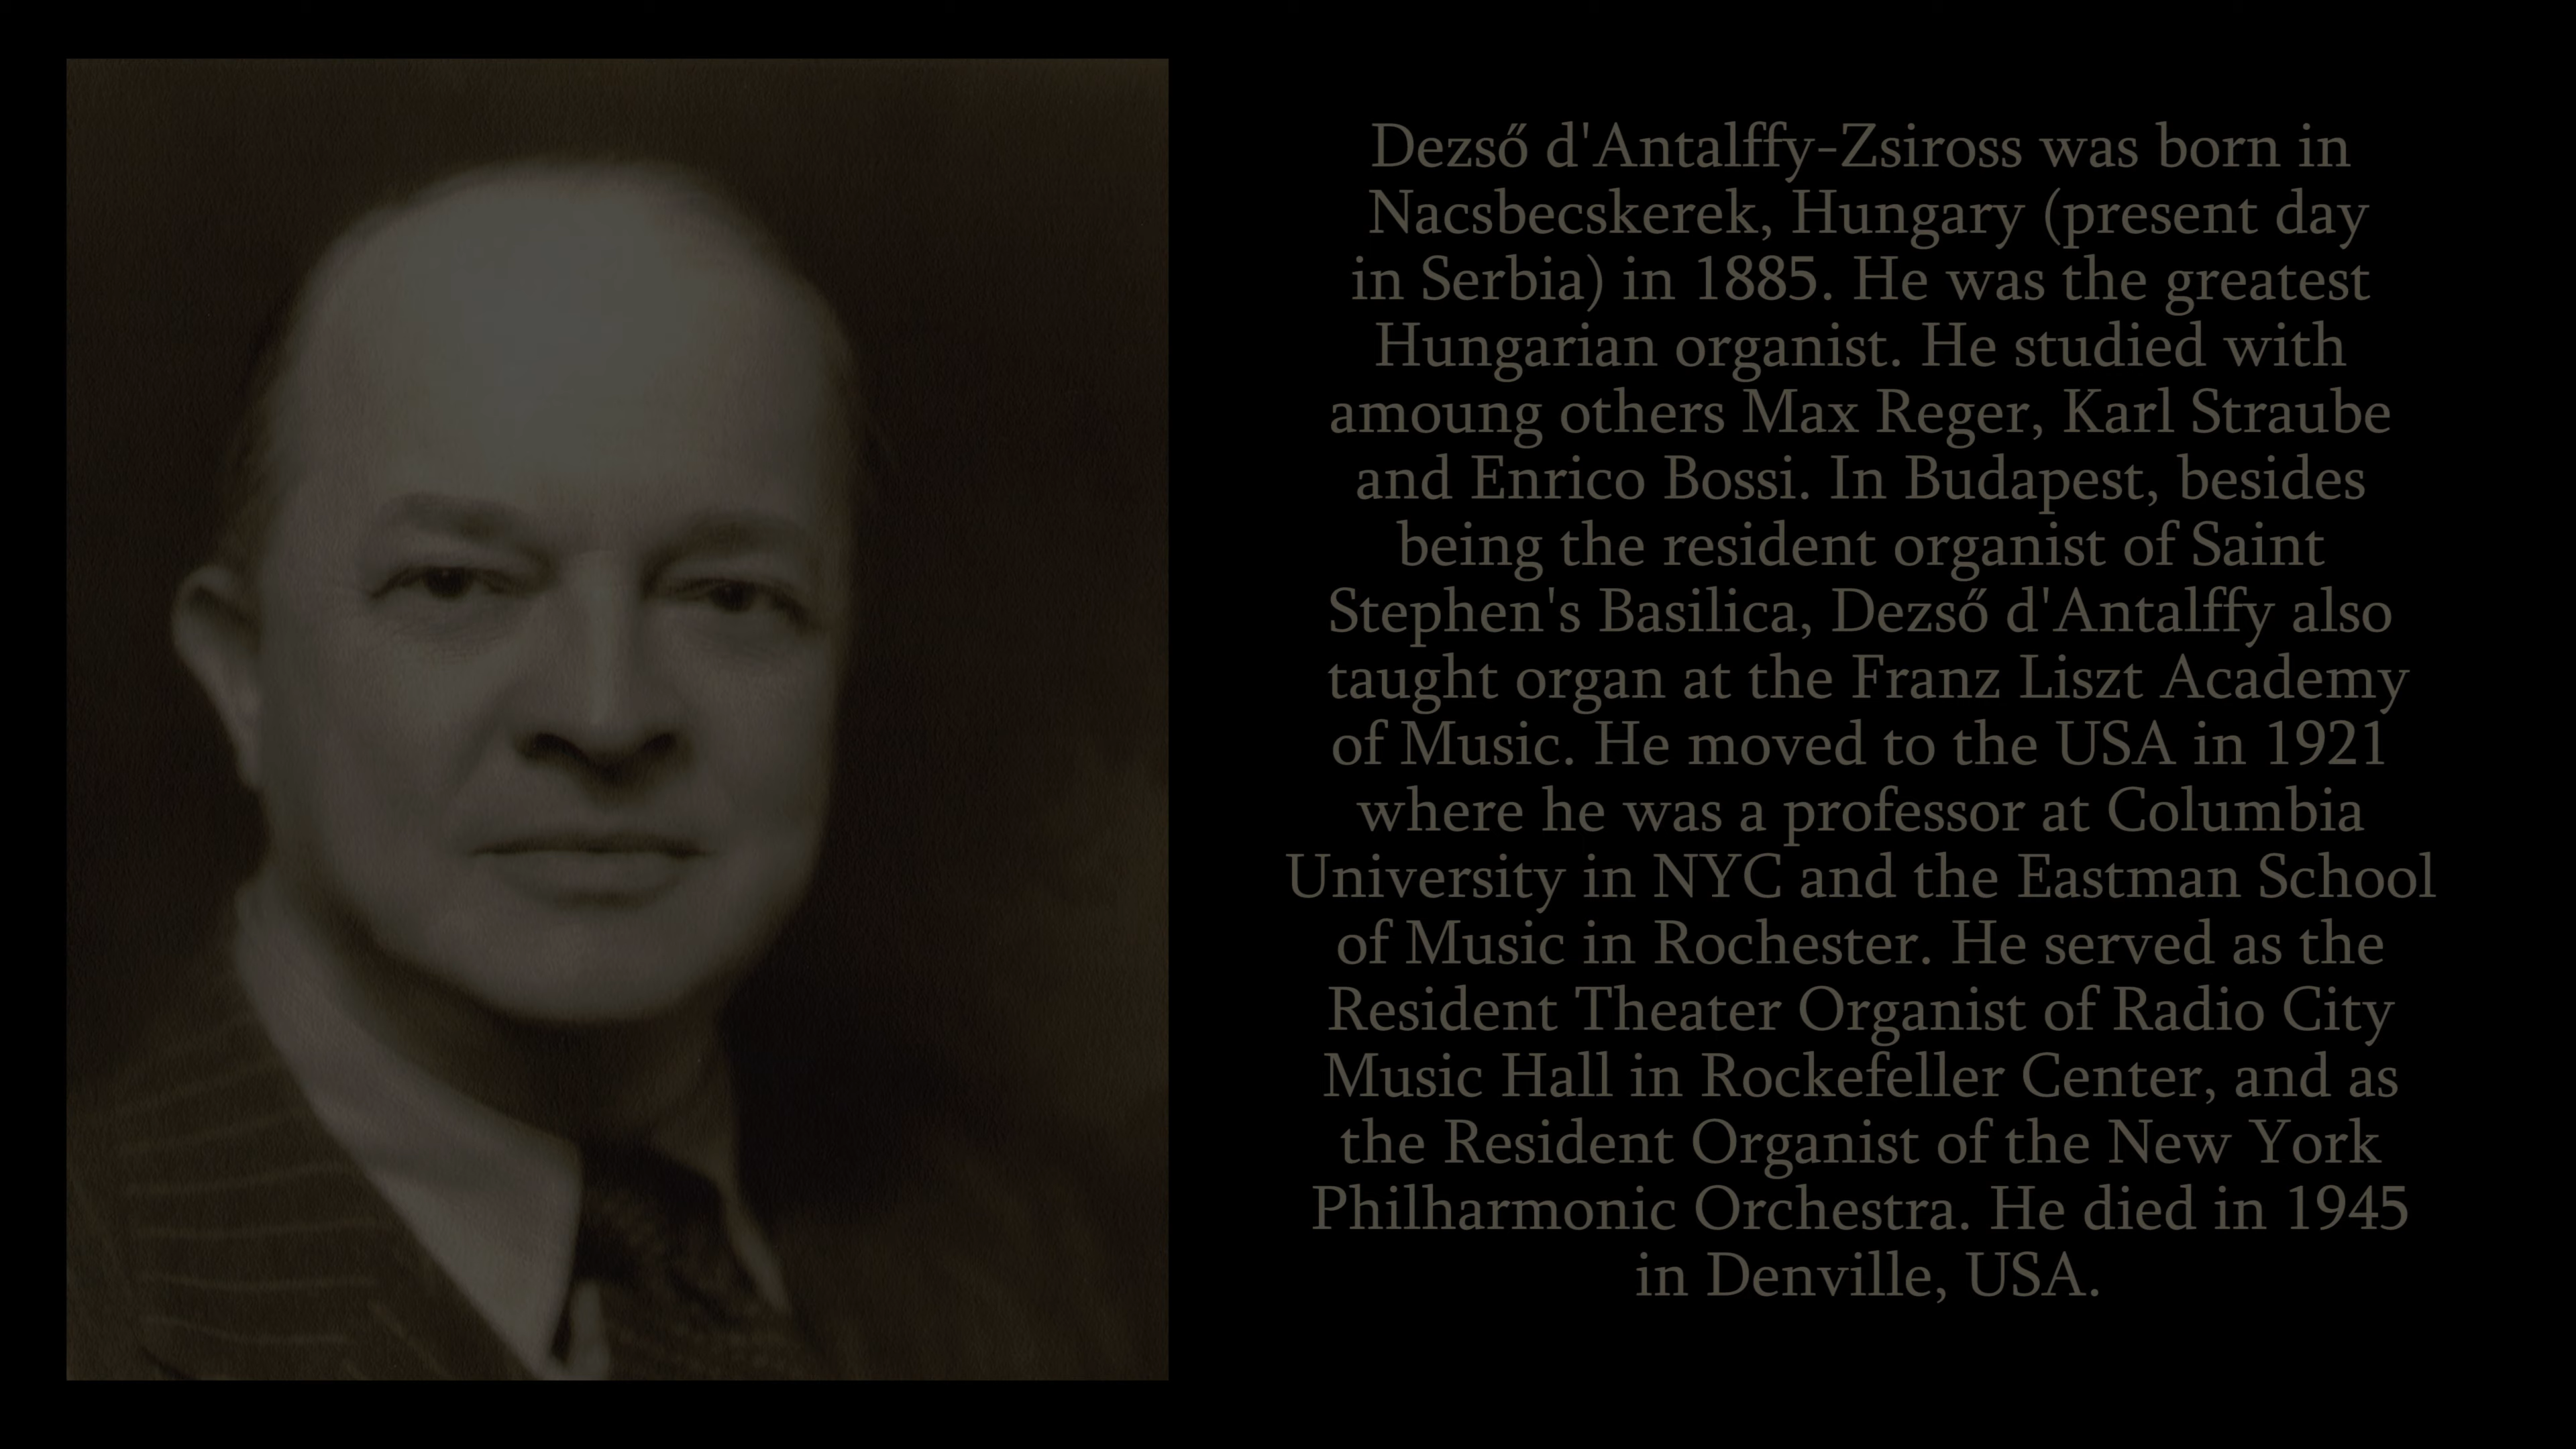 Dezső d'Antalffy-Zsiross was born in
Nacsbecskerek, Hungary (present day
in Serbia) in 1885. He was the greatest
Hungarian organist. He studied with
amoung others Max Reger, Karl Straube
and Enrico Bossi. In Budapest, besides
being the resident organist of Saint
Stephen's Basilica, Dezső d'Antalffy also
taught organ at the Franz Liszt Academy
of Music. He moved to the USA in 1921
where he was a professor at Columbia
University in NYC and the Eastman School
of Music in Rochester. He served as the
Resident Theater Organist of Radio City
Music Hall in Rockefeller Center, and as
the Resident Organist of the New York
Philharmonic Orchestra. He died in 1945
in Denville, USA.